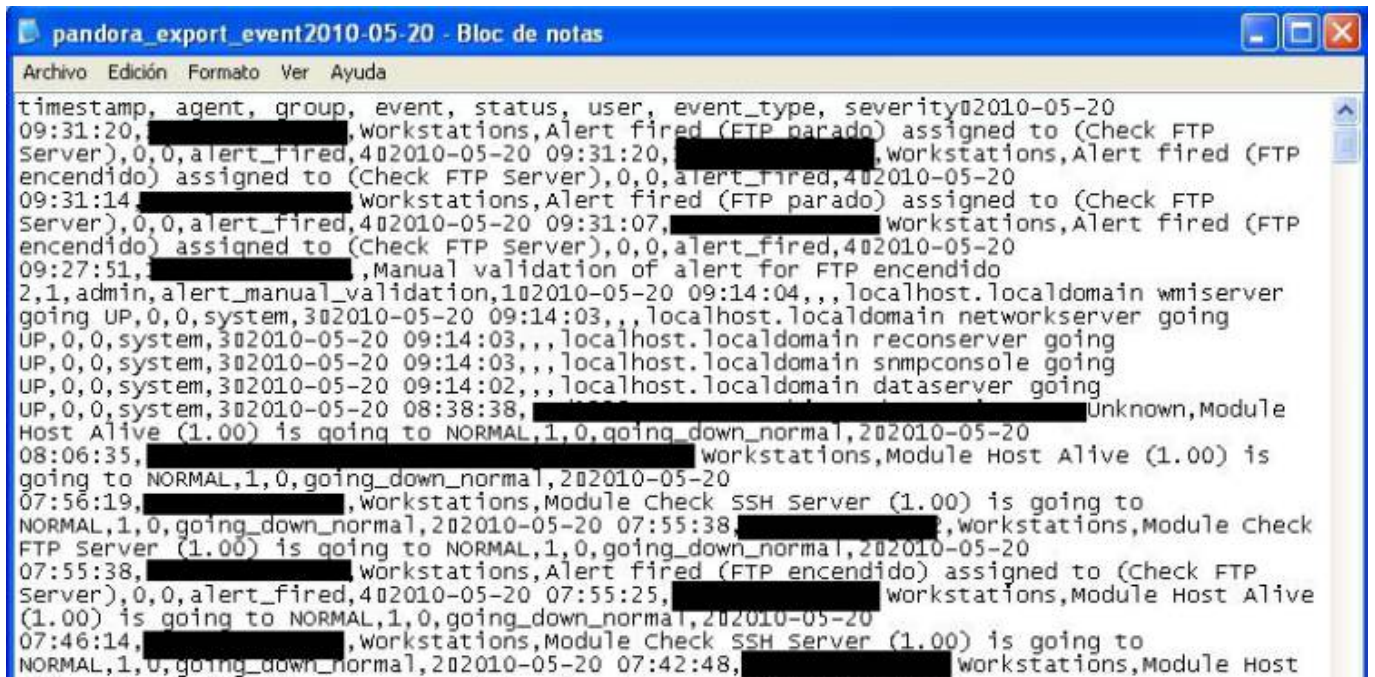 pandora_export_event2010-05-20 - Bloc de notas
Archivo Edición Formato Ver Ayuda
timestamp, agent, group, event, status, user, event_type, severity▯2010-05-20
09:31:20, ,Workstations,Alert fired (FTP parado) assigned to (Check FTP
Server),0,0,alert_fired,4▯2010-05-20 09:31:20, ,Workstations,Alert fired (FTP
encendido) assigned to (Check FTP Server),0,0,alert_fired,4▯2010-05-20
09:31:14, Workstations,Alert fired (FTP parado) assigned to (Check FTP
Server),0,0,alert_fired,4▯2010-05-20 09:31:07, Workstations,Alert fired (FTP
encendido) assigned to (Check FTP Server),0,0,alert_fired,4▯2010-05-20
09:27:51, ,Manual validation of alert for FTP encendido
2,1,admin,alert_manual_validation,1▯2010-05-20 09:14:04,,,localhost.localdomain wmiserver
going UP,0,0,system,3▯2010-05-20 09:14:03,,,localhost.localdomain networkserver going
UP,0,0,system,3▯2010-05-20 09:14:03,,,localhost.localdomain reconserver going
UP,0,0,system,3▯2010-05-20 09:14:03,,,localhost.localdomain snmpconsole going
UP,0,0,system,3▯2010-05-20 09:14:02,,,localhost.localdomain dataserver going
UP,0,0,system,3▯2010-05-20 08:38:38, Unknown,Module
Host Alive (1.00) is going to NORMAL,1,0,going_down_normal,2▯2010-05-20
08:06:35, Workstations,Module Host Alive (1.00) is
going to NORMAL,1,0,going_down_normal,2▯2010-05-20
07:56:19, ,Workstations,Module Check SSH Server (1.00) is going to
NORMAL,1,0,going_down_normal,2▯2010-05-20 07:55:38, ,Workstations,Module Check
FTP Server (1.00) is going to NORMAL,1,0,going_down_normal,2▯2010-05-20
07:55:38, Workstations,Alert fired (FTP encendido) assigned to (Check FTP
Server),0,0,alert_fired,4▯2010-05-20 07:55:25, Workstations,Module Host Alive
(1.00) is going to NORMAL,1,0,going_down_normal,2▯2010-05-20
07:46:14, ,Workstations,Module Check SSH Server (1.00) is going to
NORMAL,1,0,going_down_normal,2▯2010-05-20 07:42:48, Workstations,Module Host